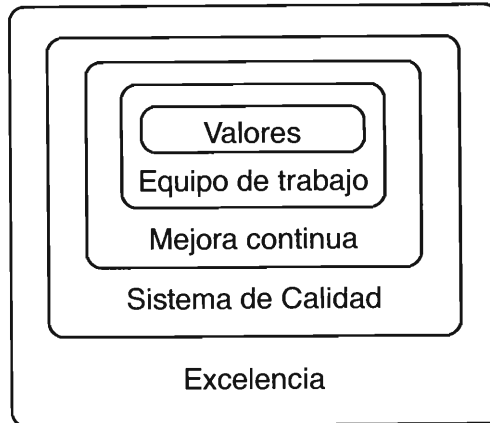 Valores
Equipo de trabajo
Mejora continua
Sistema de Calidad
Excelencia